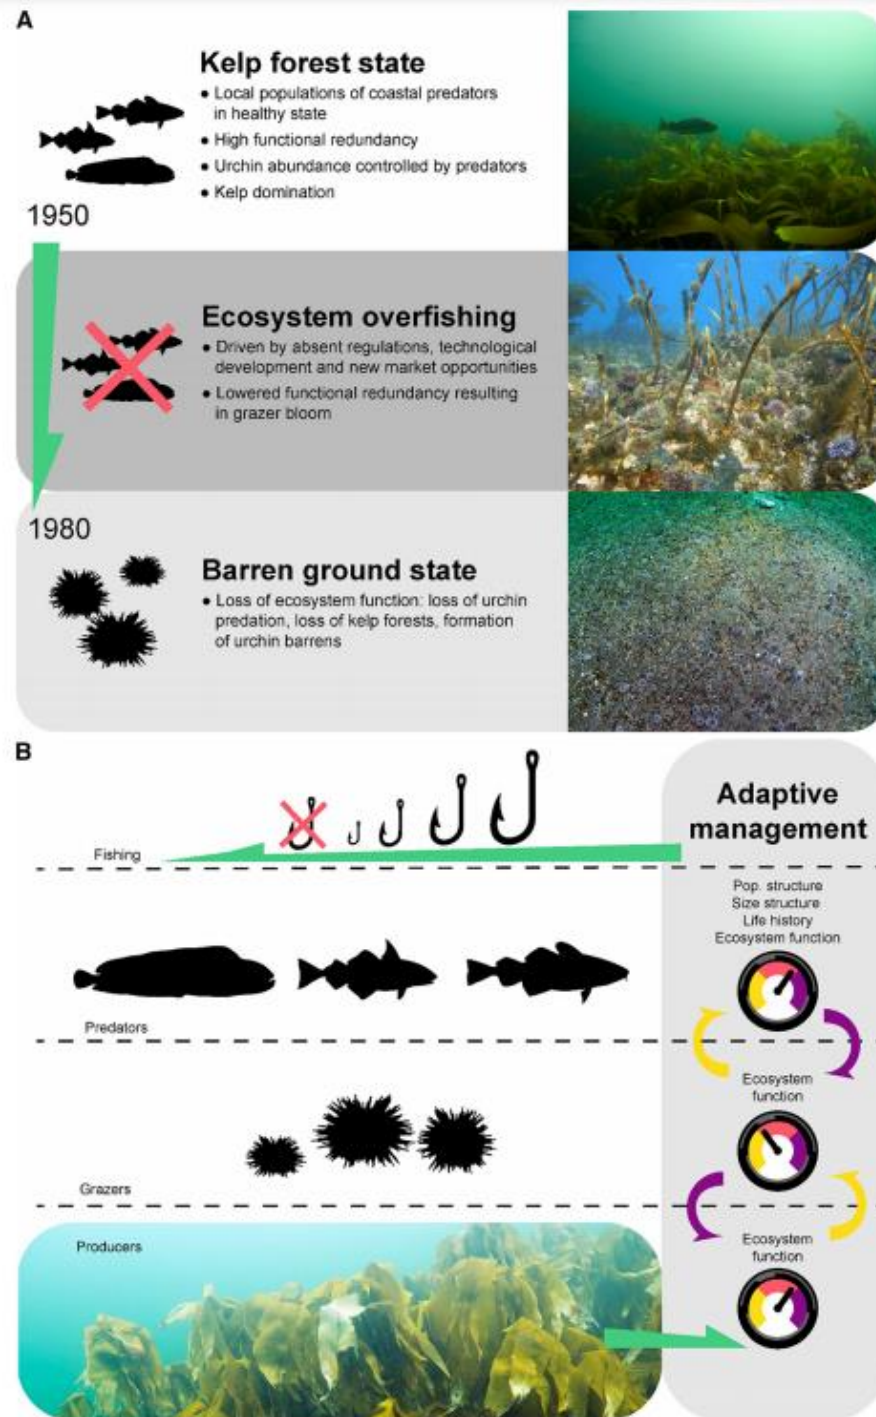 A
Kelp forest state
● Local populations of coastal predators
in healthy state
● High functional redundancy
● Urchin abundance controlled by predators
● Kelp domination
1950
Ecosystem overfishing
● Driven by absent regulations, technological
development and new market opportunities
● Lowered functional redundancy resulting
in grazer bloom
1980
Barren ground state
● Loss of ecosystem function: loss of urchin
predation, loss of kelp forests, formation
of urchin barrens
B
Adaptive
management
Fishing
Pop. structure
Size structure
Life history
Ecosystem function
Predators
Ecosystem
function
Grazers
Producers
Ecosystem
function